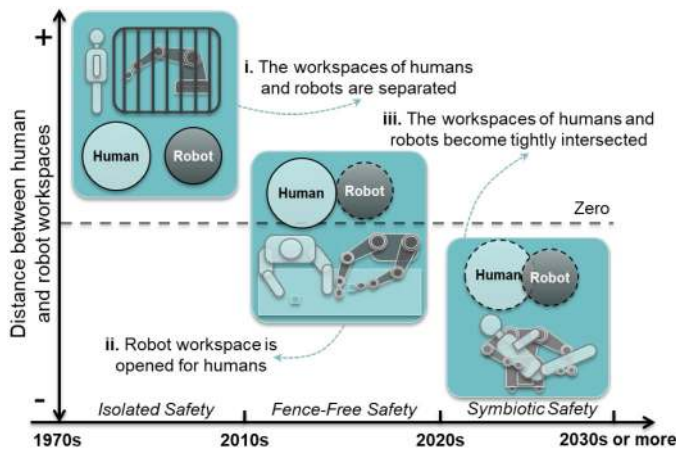 +
Distance between human
and robot workspaces
-
i. The workspaces of humans
and robots are separated
Human
Robot
iii. The workspaces of humans and
robots become tightly intersected
Human
Robot
Zero
Human
Robot
ii. Robot workspace is
opened for humans
Isolated Safety
Fence-Free Safety
Symbiotic Safety
1970s
2010s
2020s
2030s or more